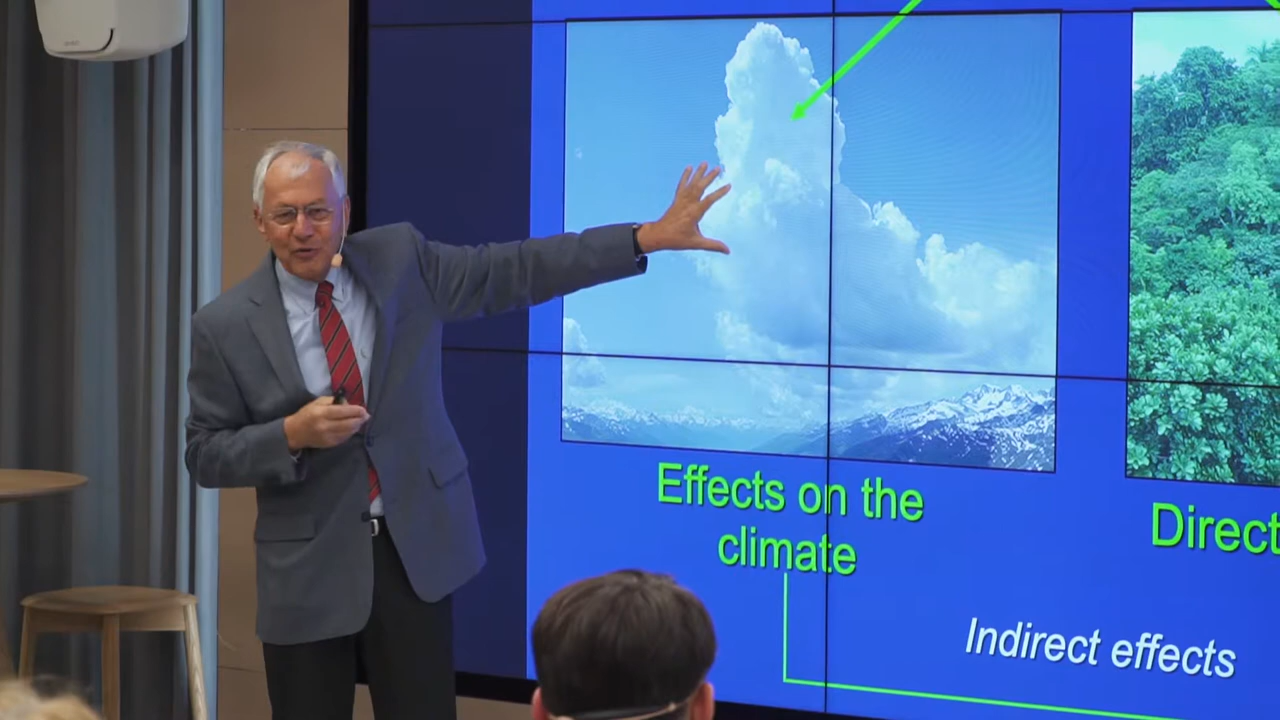 Effects on the
climate
Direct
Indirect effects